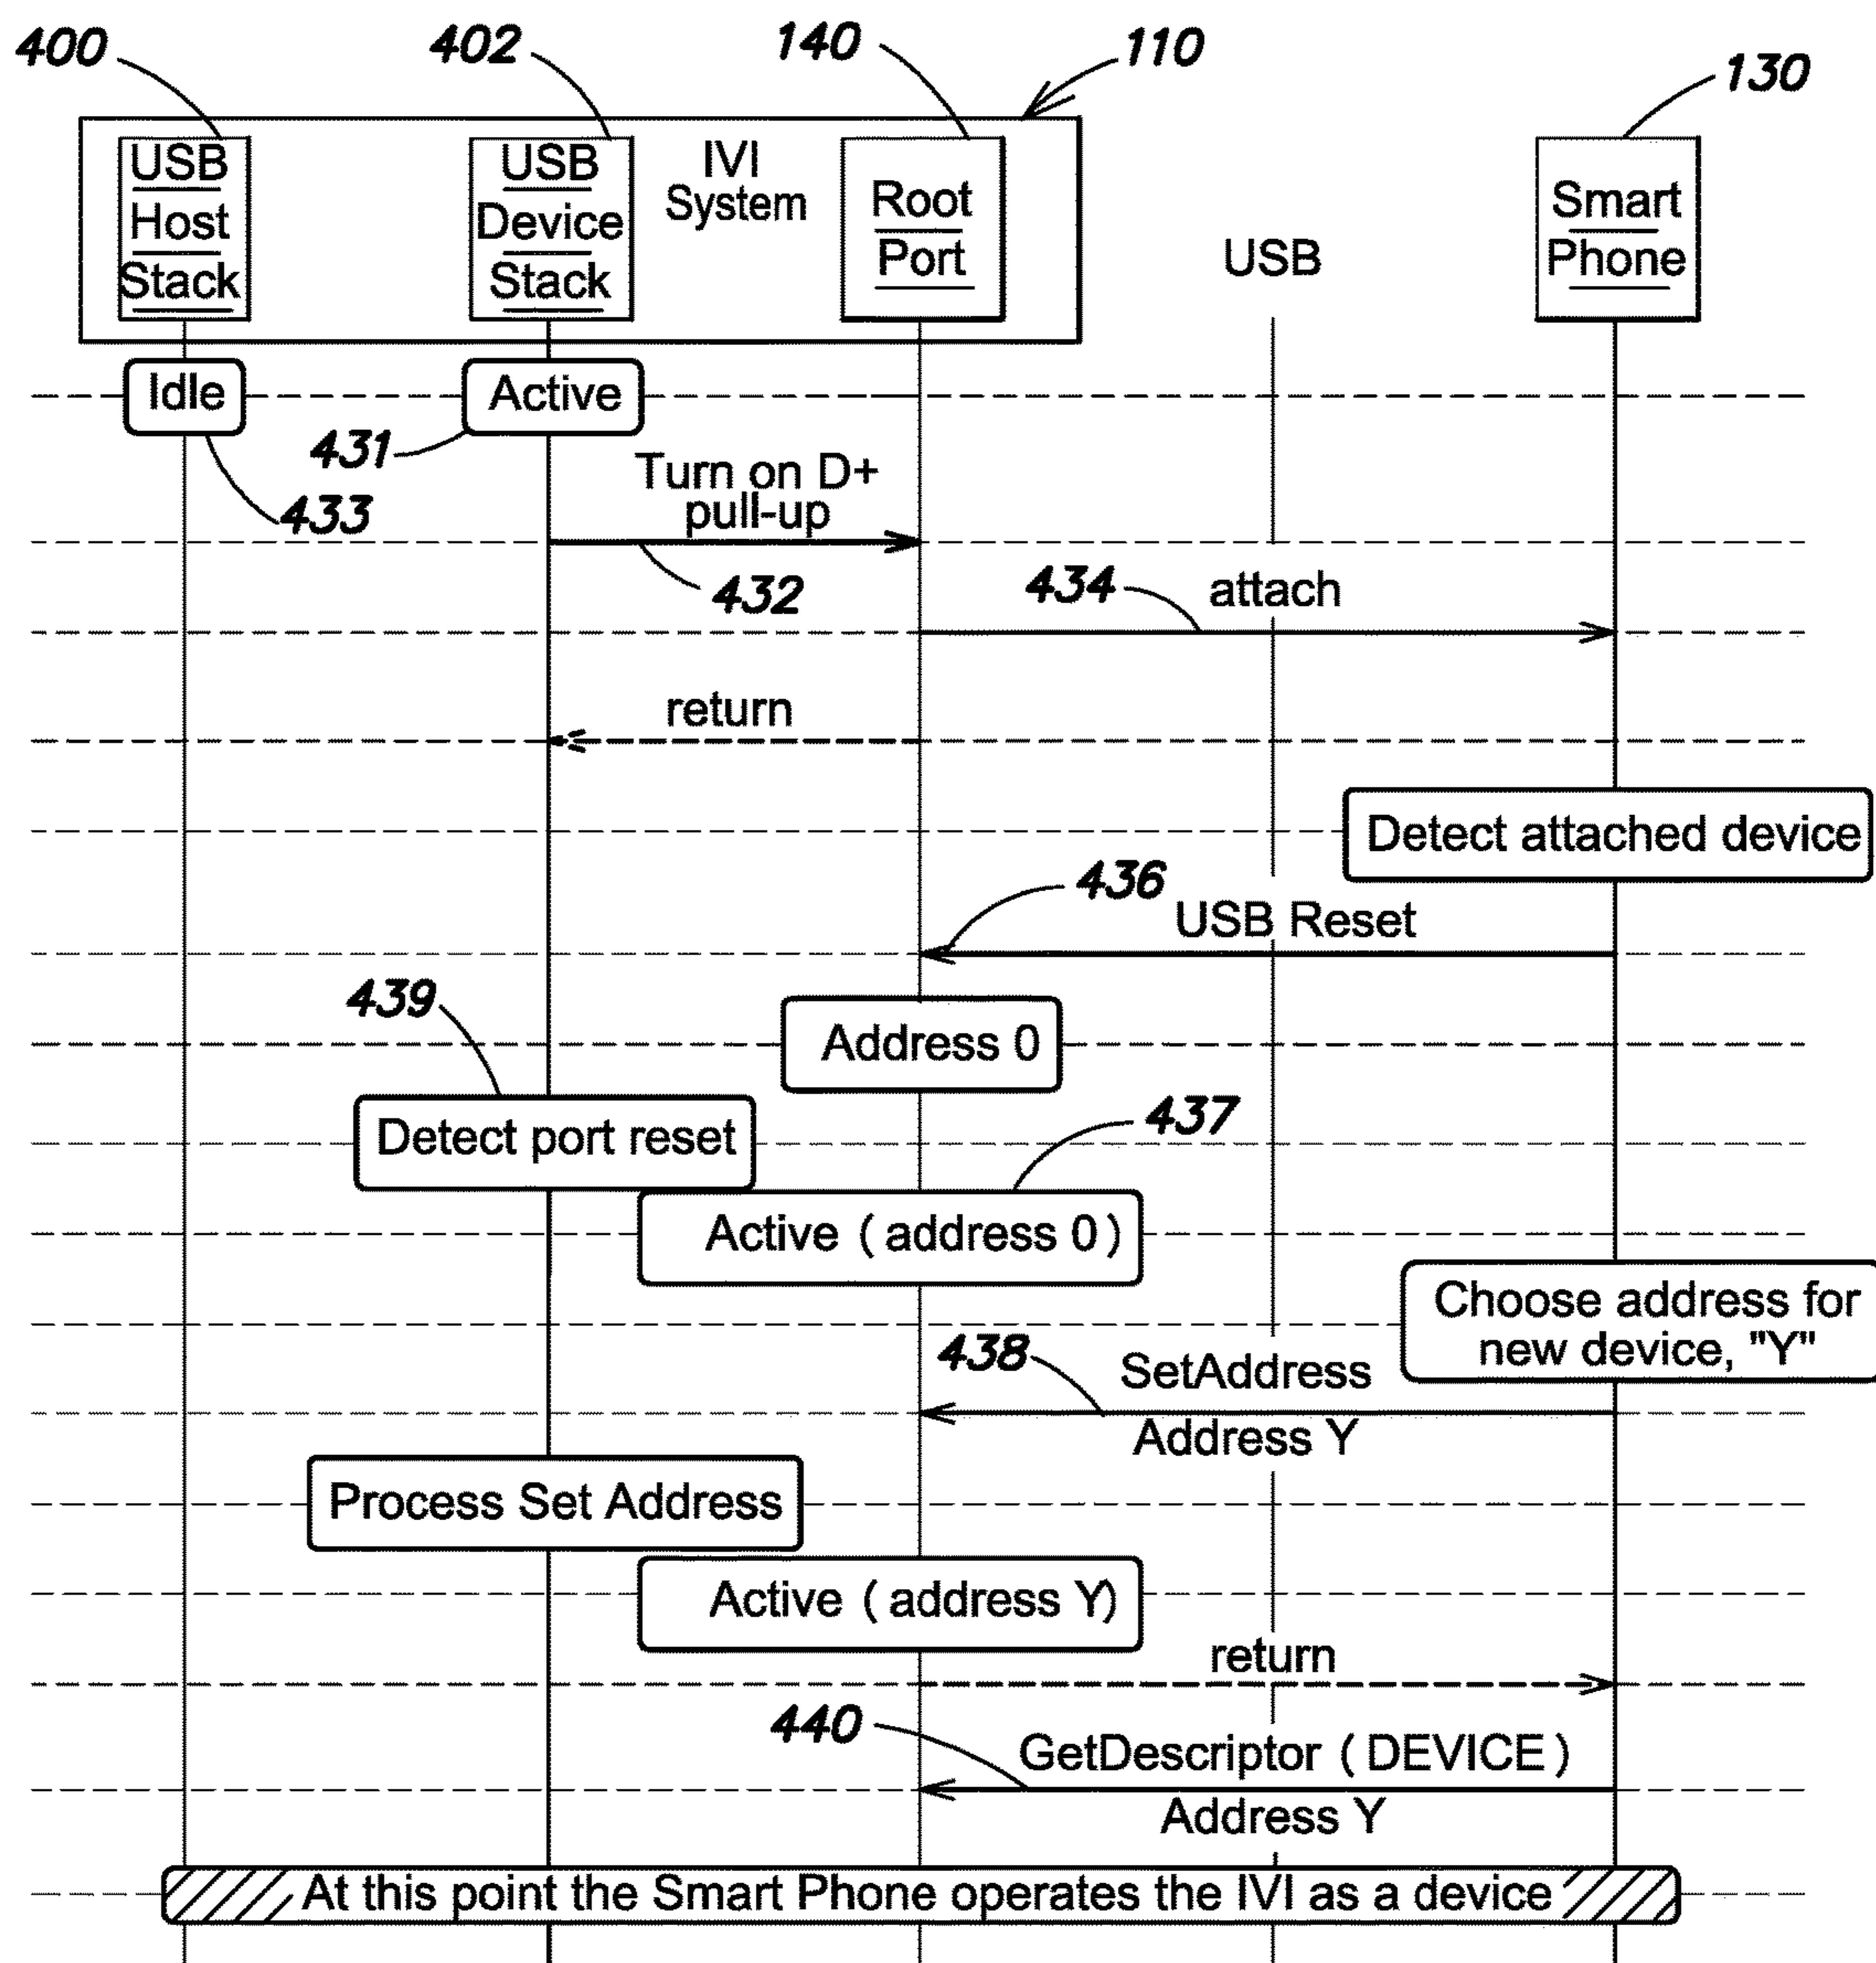 400
402
140
110
130
USB
Host
Stack
USB
Device
Stack
IVI
System
Root
Port
USB
Smart
Phone
Idle
Active
431
433
Turn on D+
pull-up
432
434
attach
return
Detect attached device
436
USB Reset
439
Address 0
Detect port reset
437
Active (address 0)
Choose address for
new device, "Y"
438
SetAddress
Address Y
Process Set Address
Active (address Y)
return
440
GetDescriptor (DEVICE)
Address Y
At this point the Smart Phone operates the IVI as a device